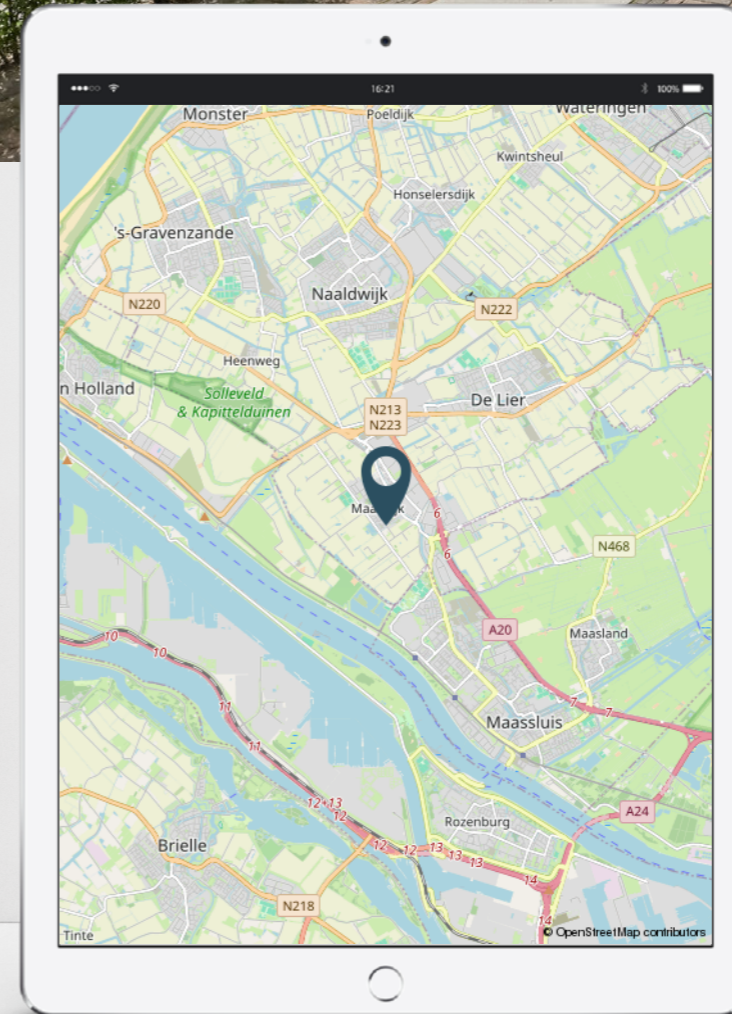 16:21
100%
Monster
Poeldijk
Wateringen
Kwintsheul
Honselersdijk
's-Gravenzande
Naaldwijk
N220
N222
Heenweg
n Holland
Solleveld
& Kapittelduinen
De Lier
N213
N223
6
6
N468
A20
Maasland
10
10
11
11
7
7
Maassluis
12+13
12
12
12
13
13
13
14
14
Rozenburg
A24
Brielle
N218
Tinte
© OpenStreetMap contributors